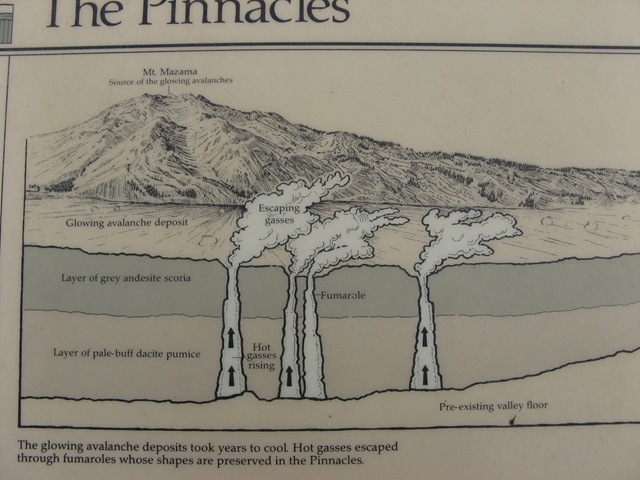 The Pinnacles
Mt. Mazama
Source of the glowing avalanches
Escaping
gasses
Glowing avalanche deposit
Layer of grey andesite scoria
Fumarole
Hot
gasses
rising
Layer of pale-buff dacite pumice
Pre-existing valley floor
The glowing avalanche deposits took years to cool. Hot gasses escaped
through fumaroles whose shapes are preserved in the Pinnacles.